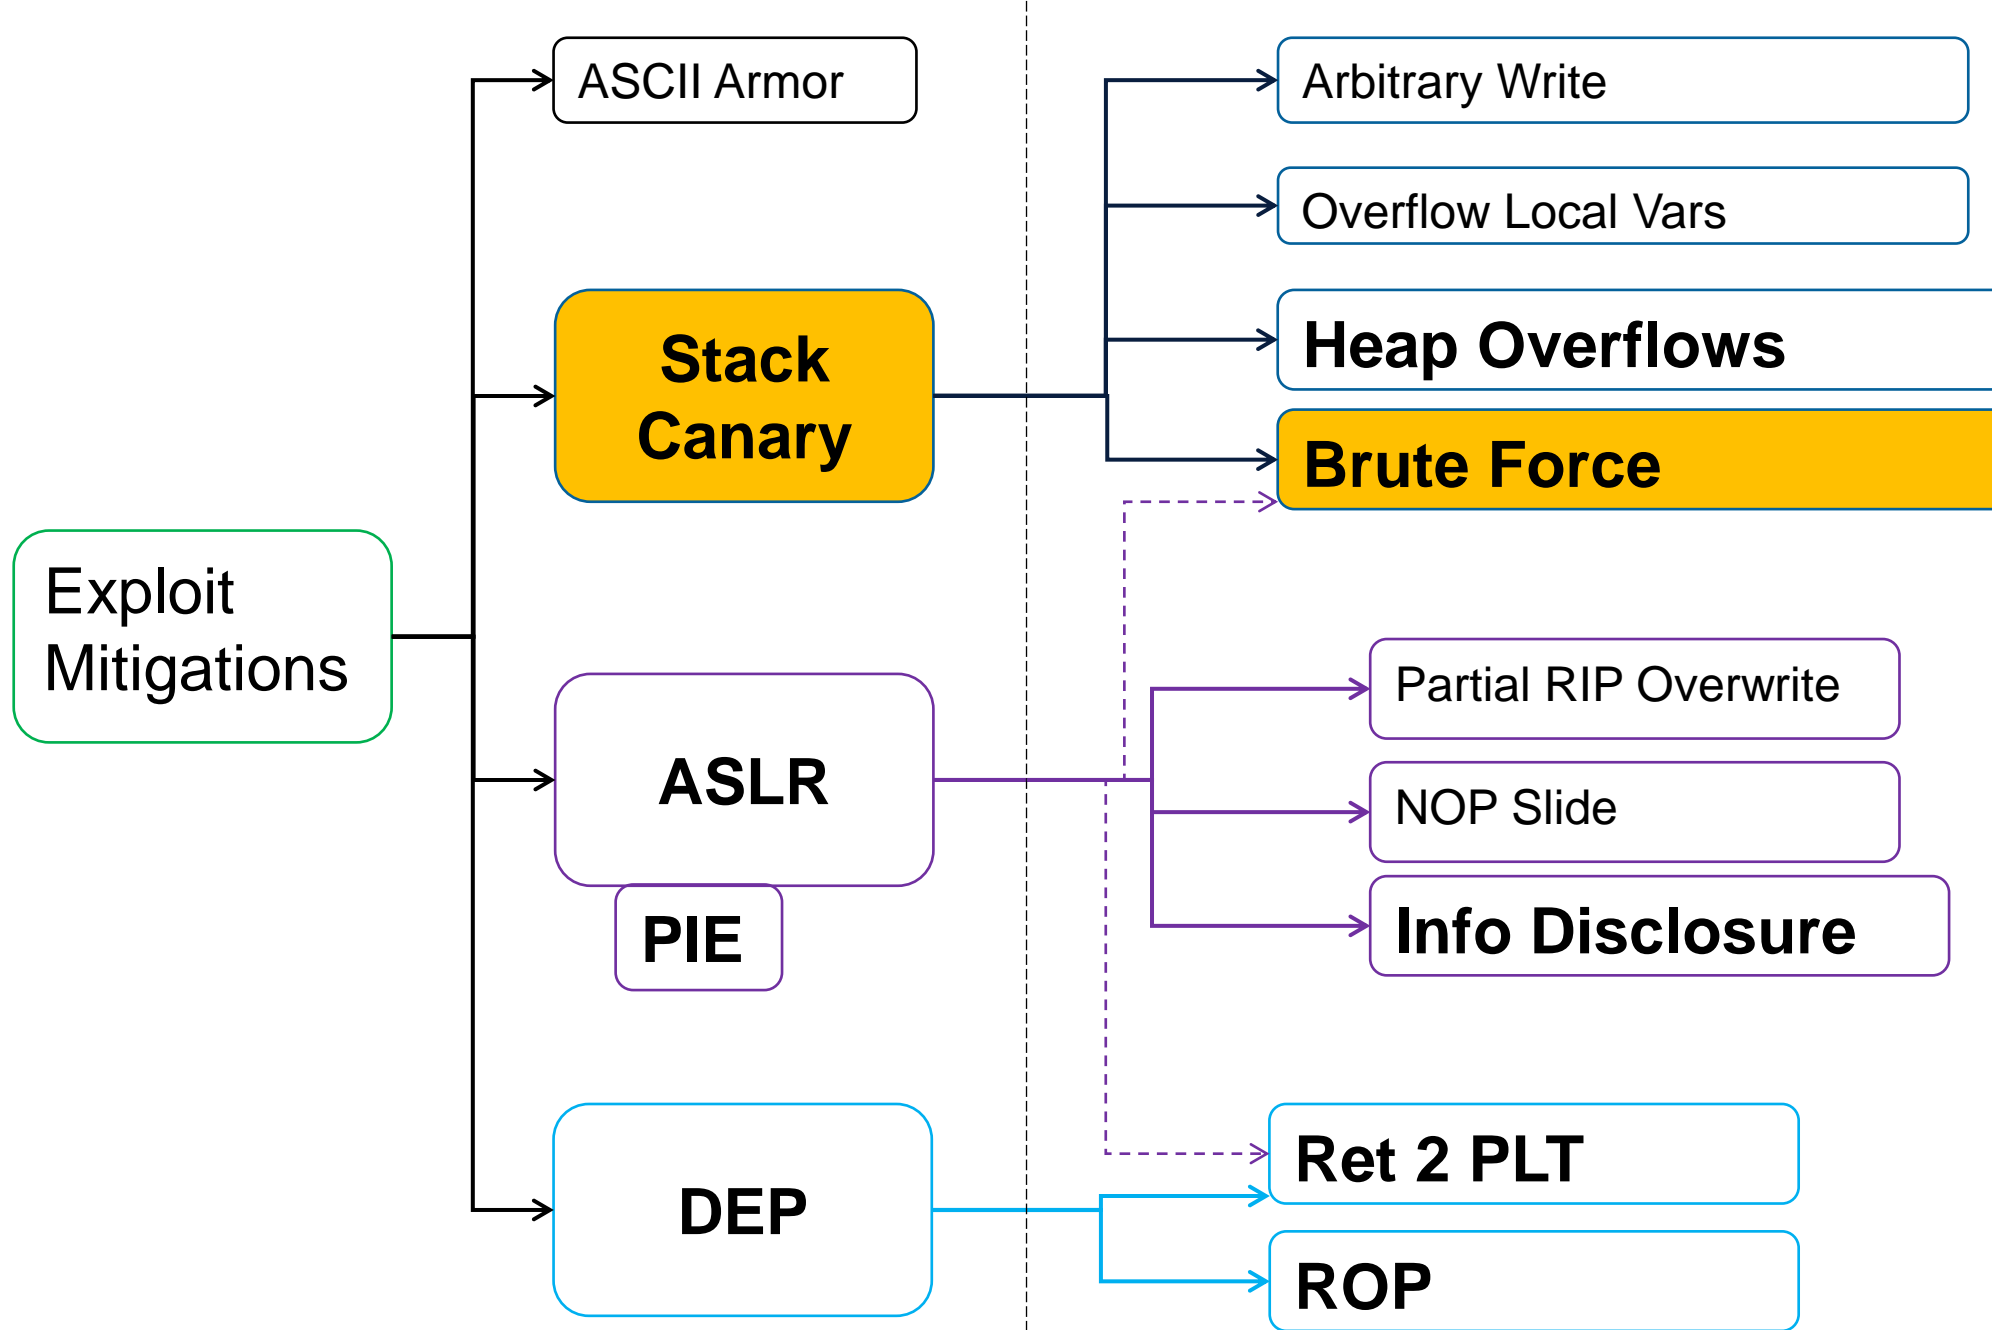 ASCII Armor
Arbitrary Write
Overflow Local Vars
Stack
Canary
Heap Overflows
Brute Force
Exploit
Mitigations
ASLR
PIE
Partial RIP Overwrite
NOP Slide
Info Disclosure
DEP
Ret 2 PLT
ROP